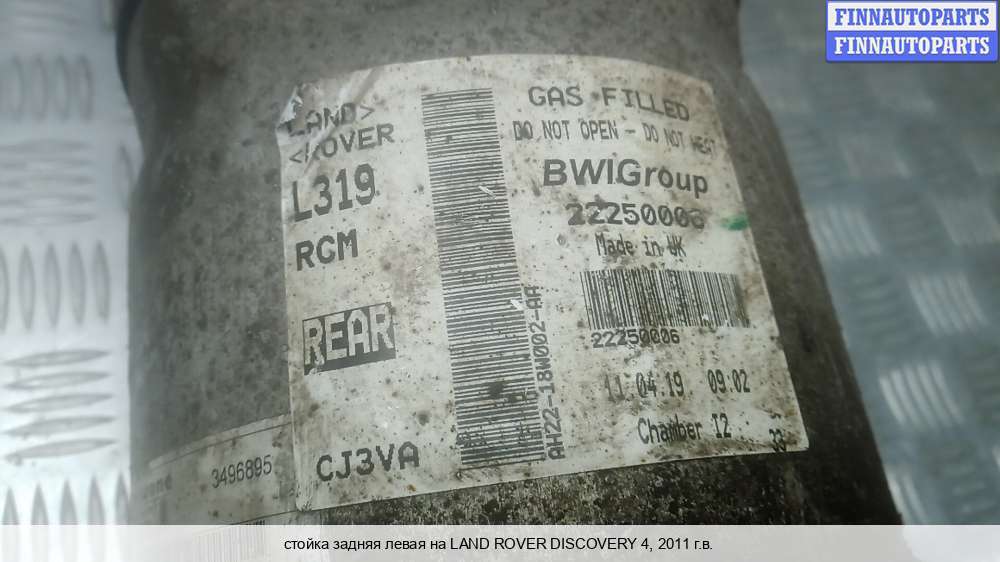 FINNAUTOPARTS
FINNAUTOPARTS
LAND>
<ROVER
L319
RGM
REAR
CJ3VA
AH22-18W002-AA
GAS FILLED
DO NOT OPEN - DO NOT HEAT
BWIGroup
22250006
Made in UK
22250006
11.04.19 09:02
Chamber I2
33
3496895
стойка задняя левая на LAND ROVER DISCOVERY 4, 2011 г.в.